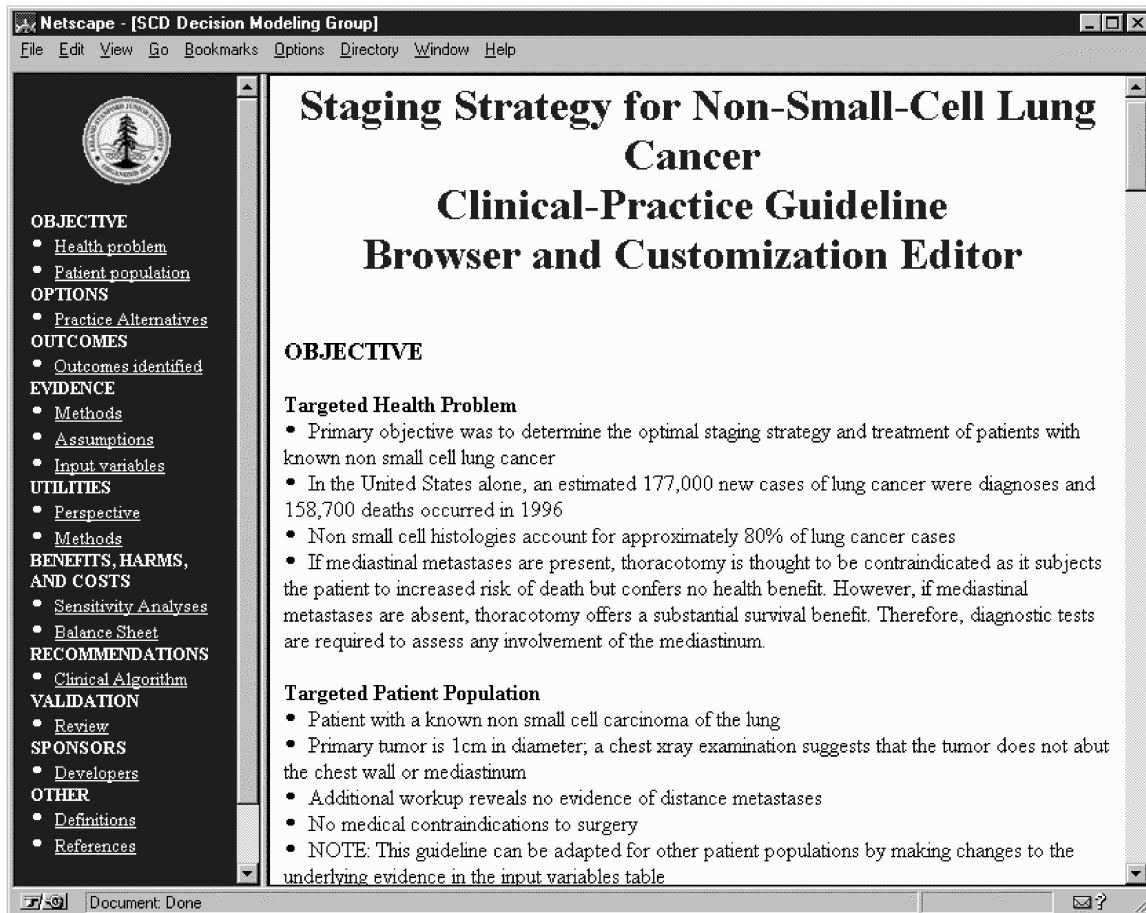 Netscape - [SCD Decision Modeling Group]
File Edit View Go Bookmarks Options Directory Window Help
OBJECTIVE
• Health problem
• Patient population
OPTIONS
• Practice Alternatives
OUTCOMES
• Outcomes identified
EVIDENCE
• Methods
• Assumptions
• Input variables
UTILITIES
• Perspective
• Methods
BENEFITS, HARMS,
AND COSTS
• Sensitivity Analyses
• Balance Sheet
RECOMMENDATIONS
• Clinical Algorithm
VALIDATION
• Review
SPONSORS
• Developers
OTHER
• Definitions
• References
Staging Strategy for Non-Small-Cell Lung
Cancer
Clinical-Practice Guideline
Browser and Customization Editor
OBJECTIVE
Targeted Health Problem
• Primary objective was to determine the optimal staging strategy and treatment of patients with
known non small cell lung cancer
• In the United States alone, an estimated 177,000 new cases of lung cancer were diagnoses and
158,700 deaths occurred in 1996
• Non small cell histologies account for approximately 80% of lung cancer cases
• If mediastinal metastases are present, thoracotomy is thought to be contraindicated as it subjects
the patient to increased risk of death but confers no health benefit. However, if mediastinal
metastases are absent, thoracotomy offers a substantial survival benefit. Therefore, diagnostic tests
are required to assess any involvement of the mediastinum.
Targeted Patient Population
• Patient with a known non small cell carcinoma of the lung
• Primary tumor is 1cm in diameter; a chest xray examination suggests that the tumor does not abut
the chest wall or mediastinum
• Additional workup reveals no evidence of distance metastases
• No medical contraindications to surgery
• NOTE: This guideline can be adapted for other patient populations by making changes to the
underlying evidence in the input variables table
Document: Done